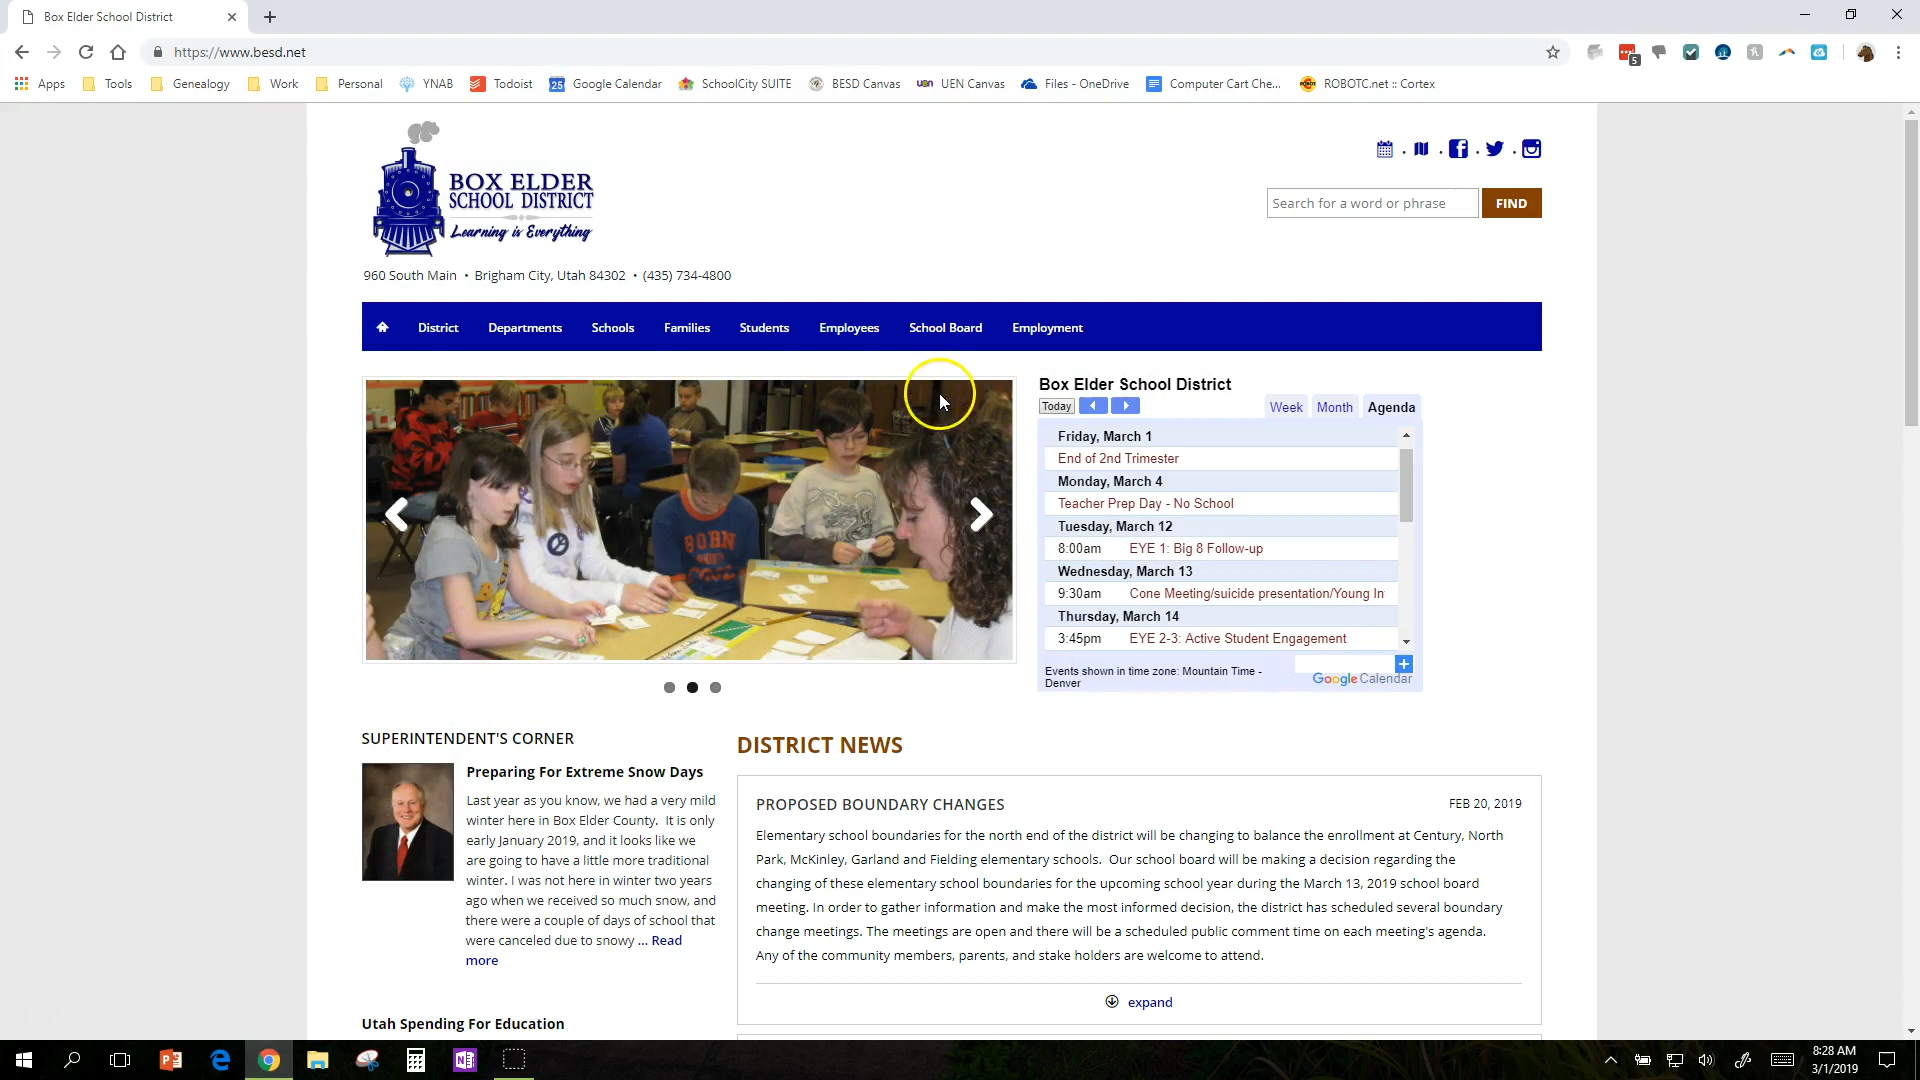 Box Elder School District
https://www.besd.net
5
Apps Tools Genealogy Work Personal YNAB Todoist 25 Google Calendar SchoolCity SUITE BESD Canvas uen UEN Canvas Files - OneDrive Computer Cart Che... ROBOTC.net :: Cortex
BOX ELDER
SCHOOL DISTRICT
Learning is Everything
Search for a word or phrase FIND
960 South Main • Brigham City, Utah 84302 • (435) 734-4800
District Departments Schools Families Students Employees School Board Employment
BORN
Box Elder School District
Today Week Month Agenda
Friday, March 1
End of 2nd Trimester
Monday, March 4
Teacher Prep Day - No School
Tuesday, March 12
8:00am EYE 1: Big 8 Follow-up
Wednesday, March 13
9:30am Cone Meeting/suicide presentation/Young In
Thursday, March 14
3:45pm EYE 2-3: Active Student Engagement
Events shown in time zone: Mountain Time -
Denver
Google Calendar
SUPERINTENDENT'S CORNER
Preparing For Extreme Snow Days
Last year as you know, we had a very mild
winter here in Box Elder County. It is only
early January 2019, and it looks like we
are going to have a little more traditional
winter. I was not here in winter two years
ago when we received so much snow, and
there were a couple of days of school that
were canceled due to snowy ... Read
more
Utah Spending For Education
DISTRICT NEWS
PROPOSED BOUNDARY CHANGES FEB 20, 2019
Elementary school boundaries for the north end of the district will be changing to balance the enrollment at Century, North
Park, McKinley, Garland and Fielding elementary schools. Our school board will be making a decision regarding the
changing of these elementary school boundaries for the upcoming school year during the March 13, 2019 school board
meeting. In order to gather information and make the most informed decision, the district has scheduled several boundary
change meetings. The meetings are open and there will be a scheduled public comment time on each meeting's agenda.
Any of the community members, parents, and stake holders are welcome to attend.
expand
8:28 AM
3/1/2019